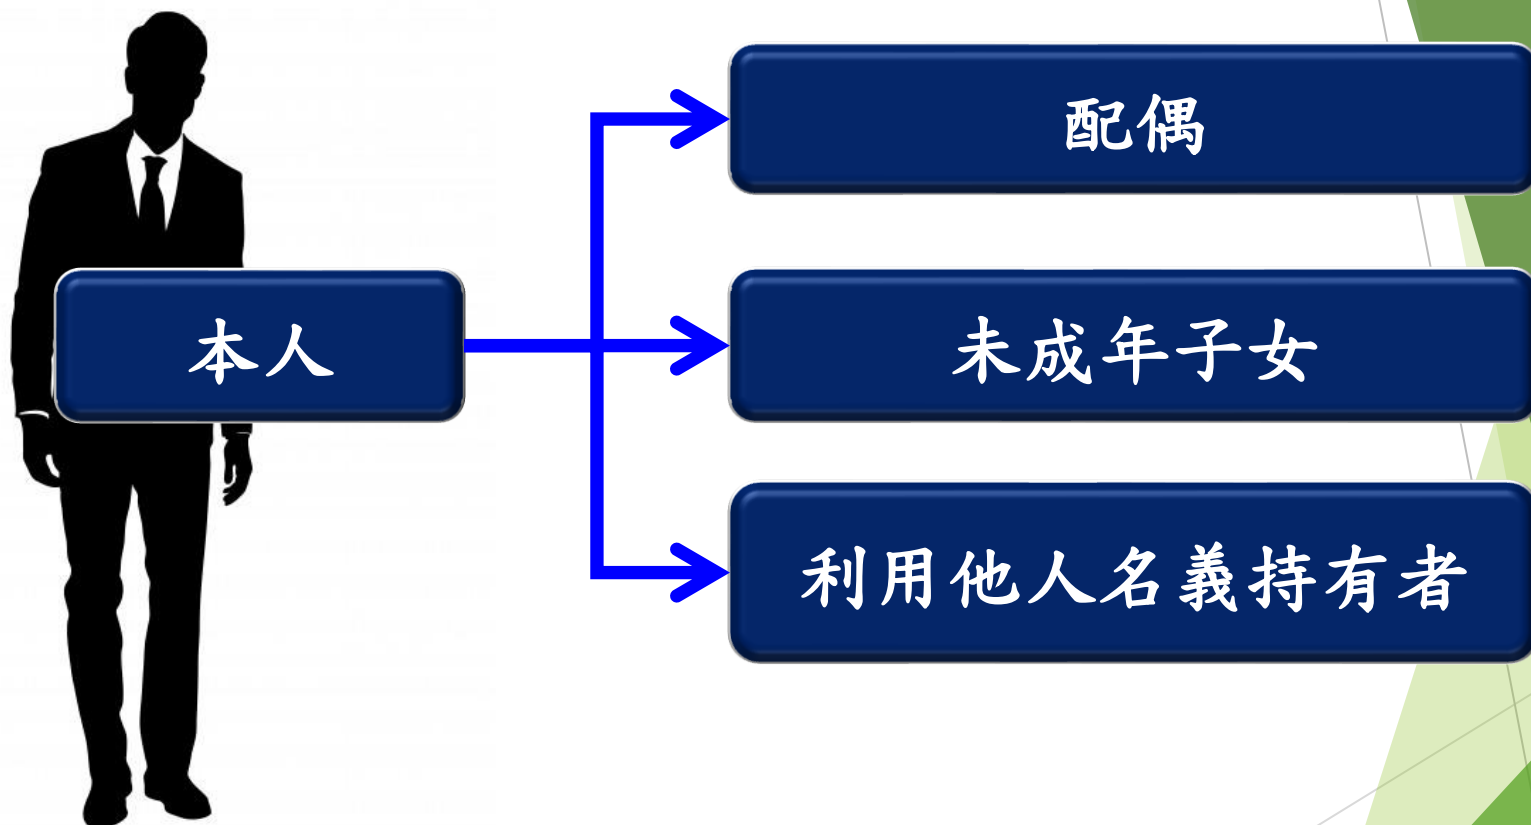 配偶
本人
未成年子女
利用他人名義持有者